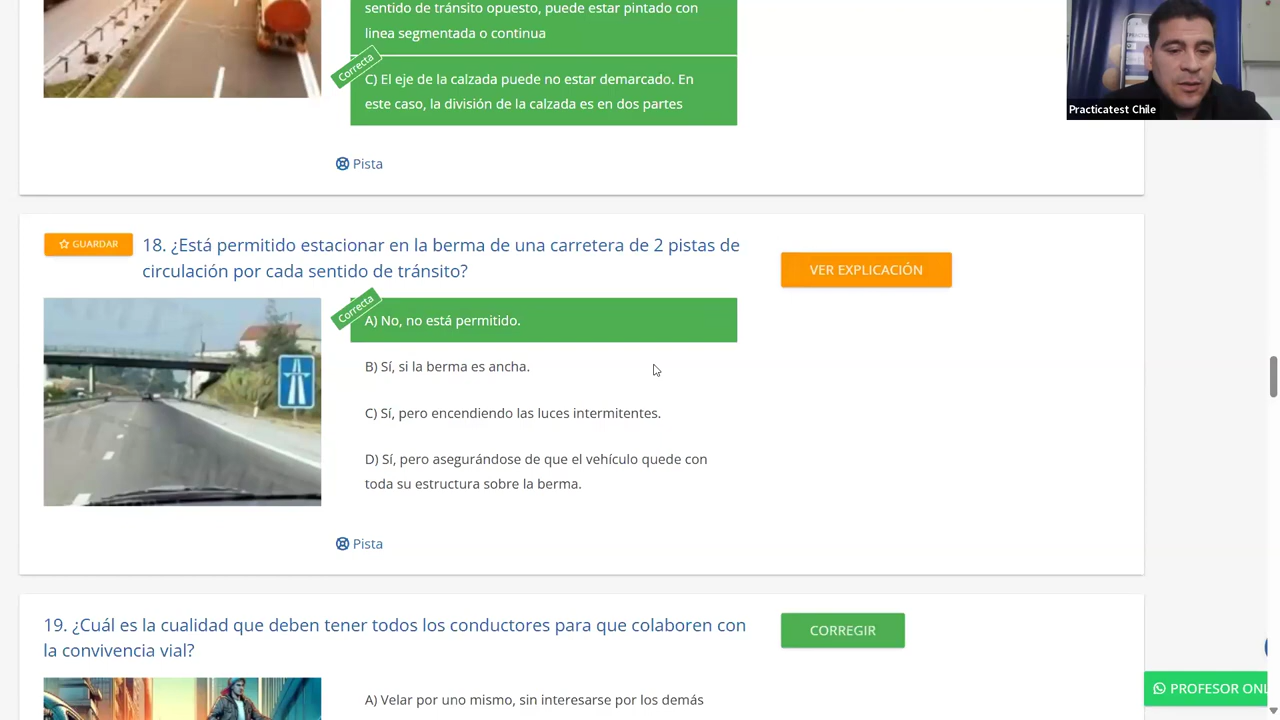 sentido de tránsito opuesto, puede estar pintado con
linea segmentada o continua
Correcta
C) El eje de la calzada puede no estar demarcado. En
este caso, la división de la calzada es en dos partes
Practicatest Chile
Pista
GUARDAR
18. ¿Está permitido estacionar en la berma de una carretera de 2 pistas de
circulación por cada sentido de tránsito?
VER EXPLICACIÓN
Correcta
A) No, no está permitido.
B) Sí, si la berma es ancha.
C) Sí, pero encendiendo las luces intermitentes.
D) Sí, pero asegurándose de que el vehículo quede con
toda su estructura sobre la berma.
Pista
19. ¿Cuál es la cualidad que deben tener todos los conductores para que colaboren con
la convivencia vial?
CORREGIR
A) Velar por uno mismo, sin interesarse por los demás
PROFESOR ONL